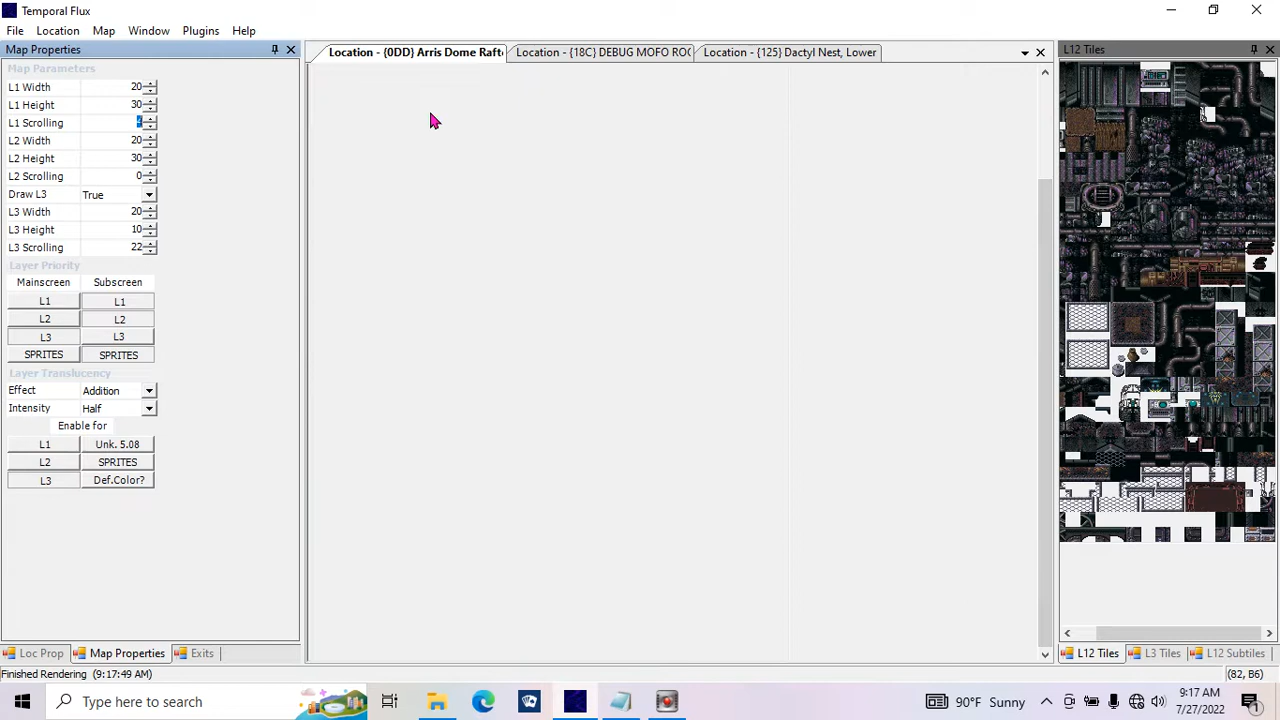 Temporal Flux
File Location Map Window Plugins Help
Map Properties
Location - {0DD} Arris Dome Rafte Location - {18C} DEBUG MOFO ROO Location - {125} Dactyl Nest, Lower
L12 Tiles
Map Parameters
L1 Width 20
L1 Height 30
L1 Scrolling
L2 Width 20
L2 Height 30
L2 Scrolling 0
Draw L3 True
L3 Width 20
L3 Height 10
L3 Scrolling 22
Layer Priority
Mainscreen Subscreen
L1 L1
L2 L2
L3 L3
SPRITES SPRITES
Layer Translucency
Effect Addition
Intensity Half
Enable for
L1 Unk. 5.08
L2 SPRITES
L3 Def.Color?
Loc Prop Map Properties Exits
L12 Tiles L3 Tiles L12 Subtiles
Finished Rendering (9:17:49 AM) (82, B6)
Type here to search
90°F Sunny
9:17 AM
7/27/2022
1